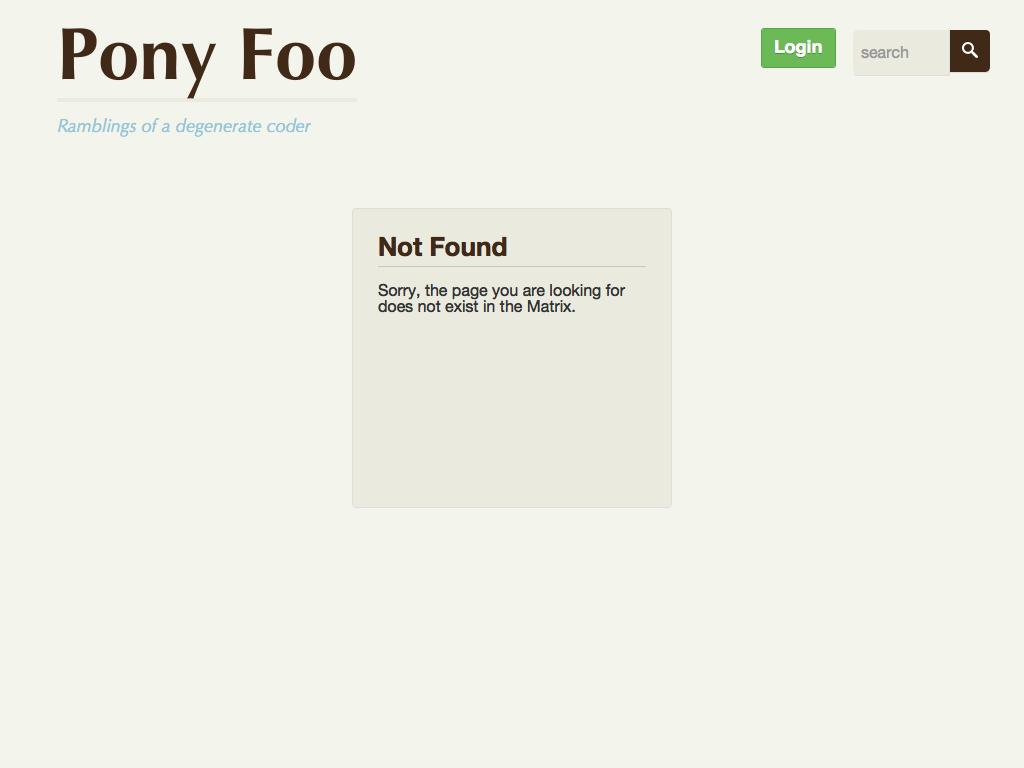 Pony Foo
Login
search
Ramblings of a degenerate coder
Not Found
Sorry, the page you are looking for
does not exist in the Matrix.